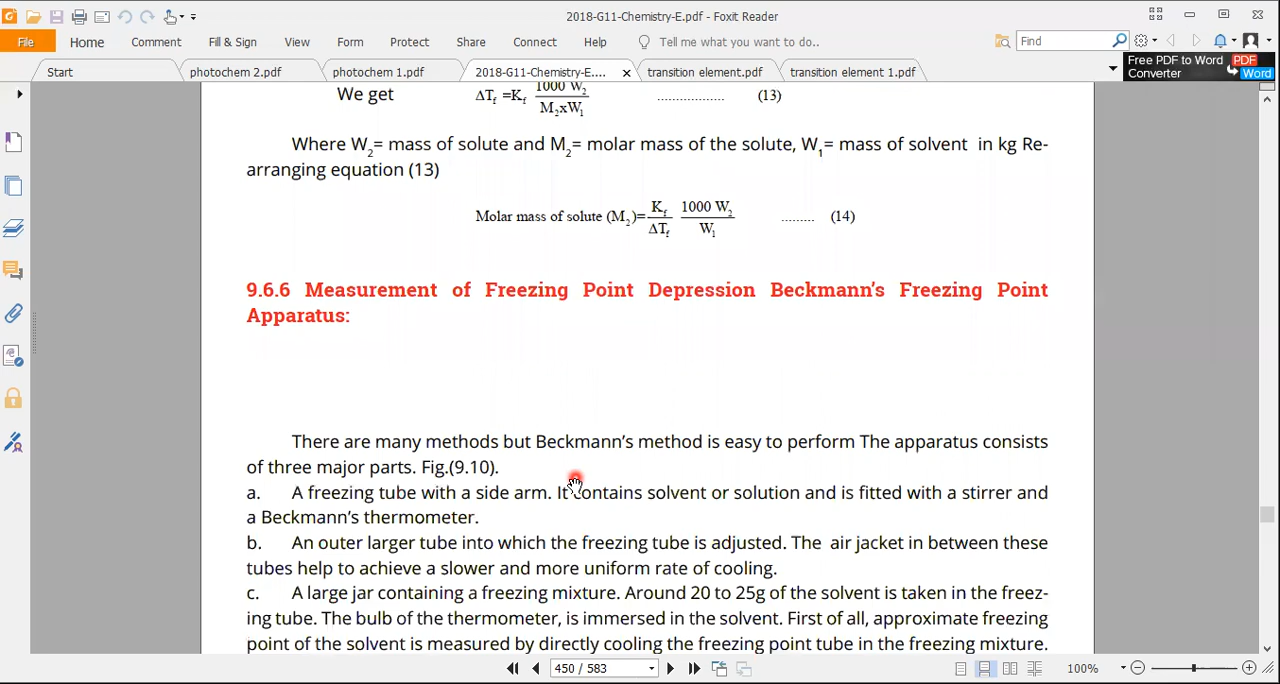 2018-G11-Chemistry-E.pdf - Foxit Reader
File Home Comment Fill & Sign View Form Protect Share Connect Help Tell me what you want to do.. Find
Start photochem 2.pdf photochem 1.pdf 2018-G11-Chemistry-E.... transition element.pdf transition element 1.pdf
Free PDF to Word Converter PDF Word
We get ΔTf =Kf 1000 W2 / M2xW1 .................. (13)
Where W2= mass of solute and M2= molar mass of the solute, W1= mass of solvent in kg Re-
arranging equation (13)
Molar mass of solute (M2)= Kf / ΔTf 1000 W2 / W1 ......... (14)
9.6.6 Measurement of Freezing Point Depression Beckmann's Freezing Point
Apparatus:
There are many methods but Beckmann's method is easy to perform The apparatus consists
of three major parts. Fig.(9.10).
a. A freezing tube with a side arm. It contains solvent or solution and is fitted with a stirrer and
a Beckmann's thermometer.
b. An outer larger tube into which the freezing tube is adjusted. The air jacket in between these
tubes help to achieve a slower and more uniform rate of cooling.
c. A large jar containing a freezing mixture. Around 20 to 25g of the solvent is taken in the freez-
ing tube. The bulb of the thermometer, is immersed in the solvent. First of all, approximate freezing
point of the solvent is measured by directly cooling the freezing point tube in the freezing mixture.
450 / 583
100%